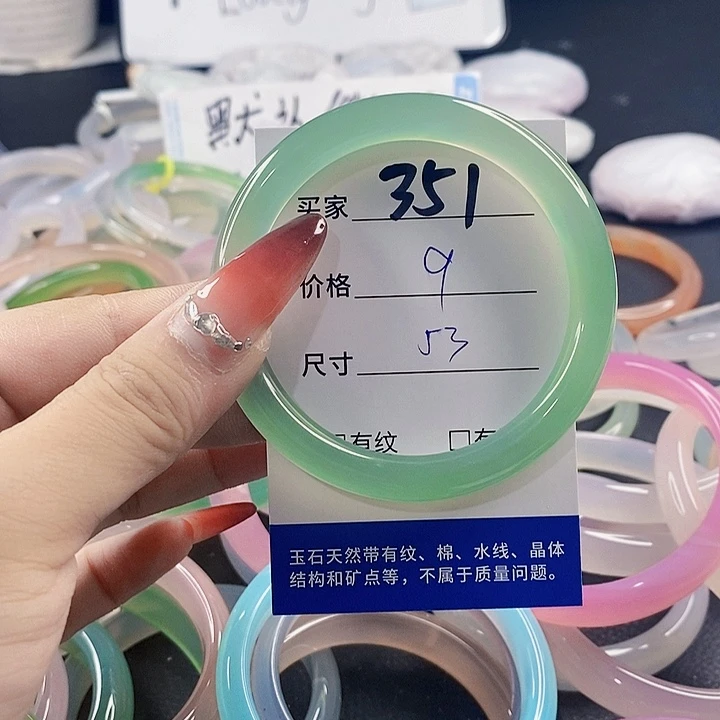 买家 351
价格 9
尺寸 53
有纹 □有
玉石天然带有纹、棉、水线、晶体
结构和矿点等，不属于质量问题。